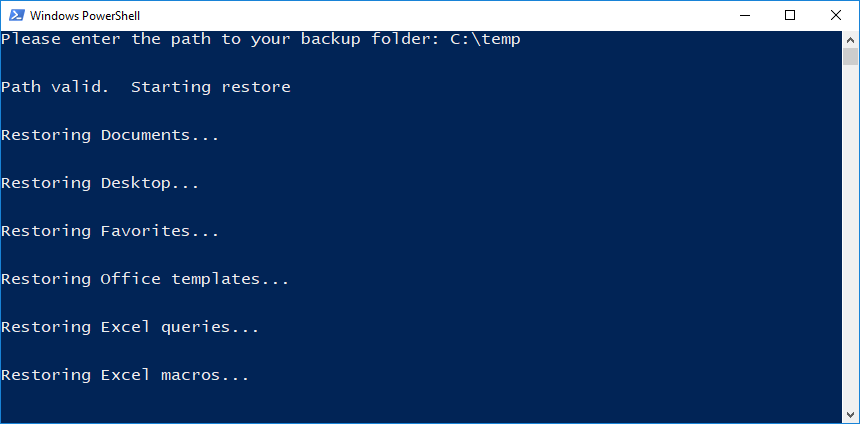 Windows PowerShell
Please enter the path to your backup folder: C:\temp
Path valid.  Starting restore
Restoring Documents...
Restoring Desktop...
Restoring Favorites...
Restoring Office templates...
Restoring Excel queries...
Restoring Excel macros...